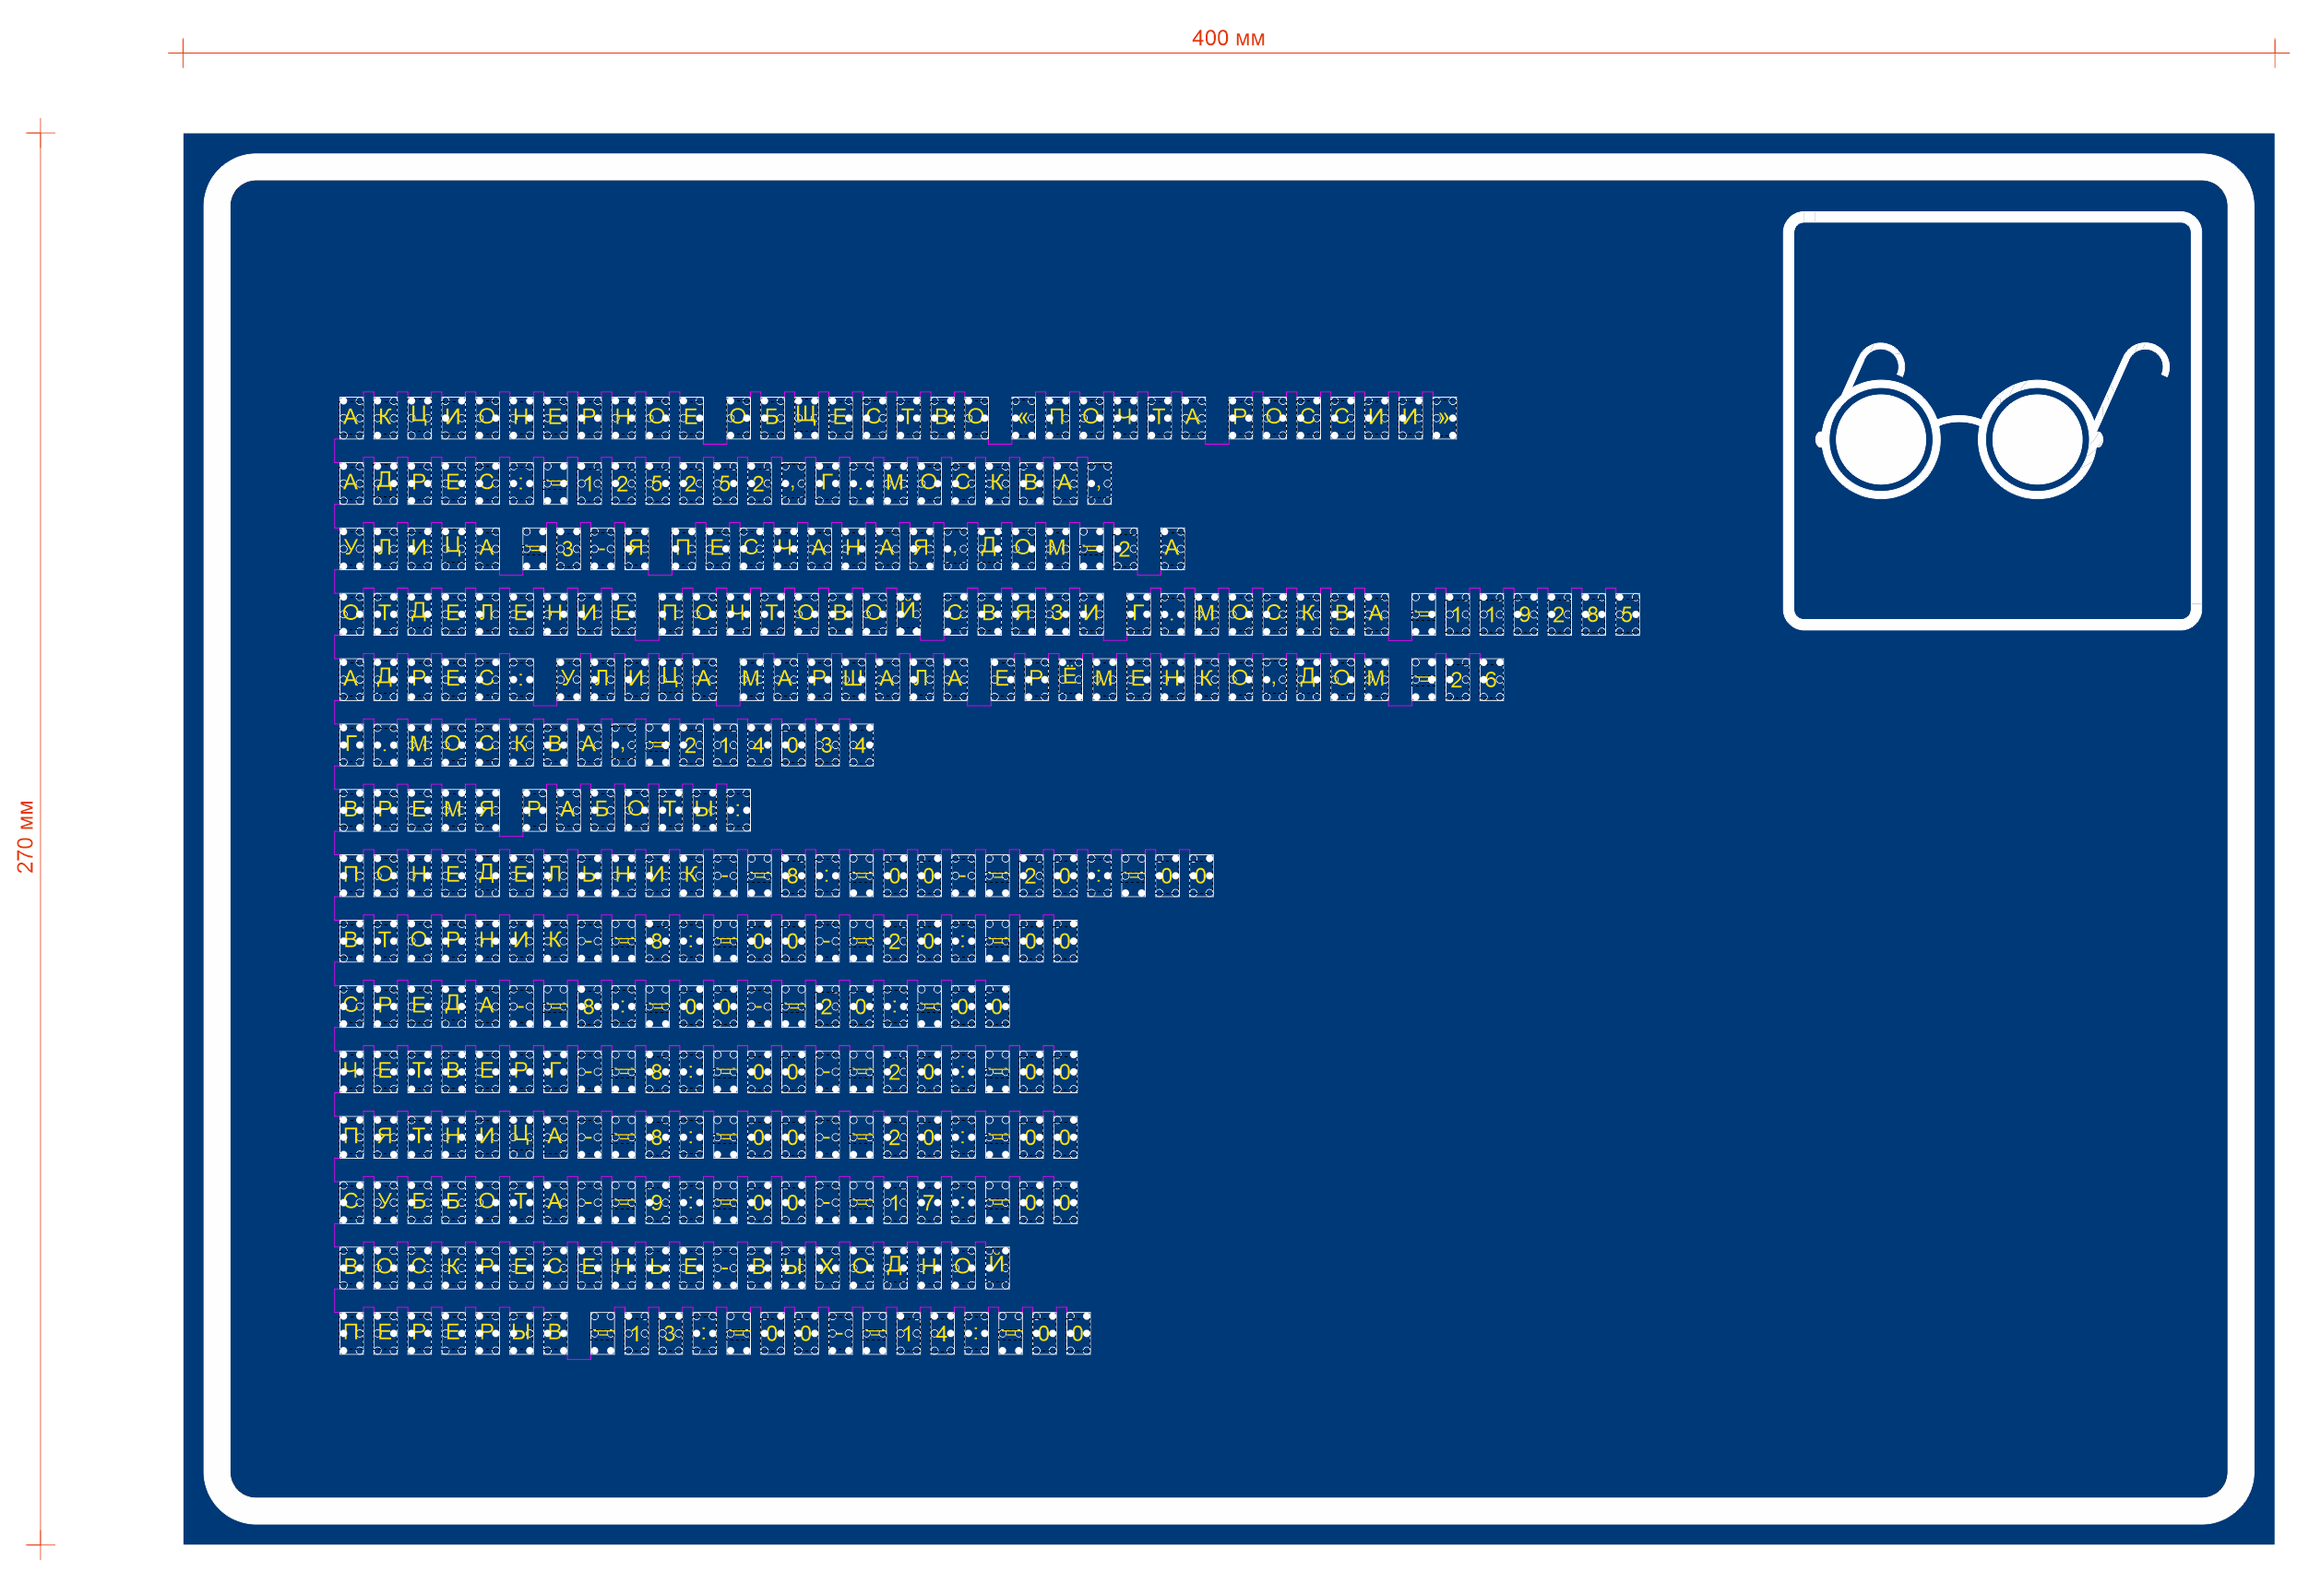 400 мм
270 мм
АКЦИОНЕРНОЕ ОБЩЕСТВО «ПОЧТА РОССИИ»
АДРЕС:=125252,Г.МОСКВА,
УЛИЦА =3-Я ПЕСЧАНАЯ,ДОМ=2 А
ОТДЕЛЕНИЕ ПОЧТОВОЙ СВЯЗИ Г.МОСКВА =119285
АДРЕС: УЛИЦА МАРШАЛА ЕРЁМЕНКО,ДОМ =26
Г.МОСКВА,=214034
ВРЕМЯ РАБОТЫ:
ПОНЕДЕЛЬНИК-=8:=00-=20:=00
ВТОРНИК-=8:=00-=20:=00
СРЕДА-=8:=00-=20:=00
ЧЕТВЕРГ-=8:=00-=20:=00
ПЯТНИЦА-=8:=00-=20:=00
СУББОТА-=9:=00-=17:=00
ВОСКРЕСЕНЬЕ-ВЫХОДНОЙ
ПЕРЕРЫВ =13:=00-=14:=00